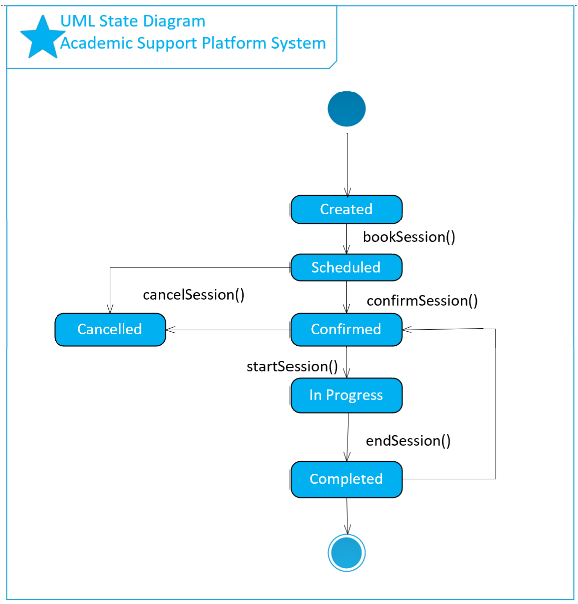 UML State Diagram
Academic Support Platform System
Created
bookSession()
Scheduled
cancelSession()
confirmSession()
Cancelled
Confirmed
startSession()
In Progress
endSession()
Completed